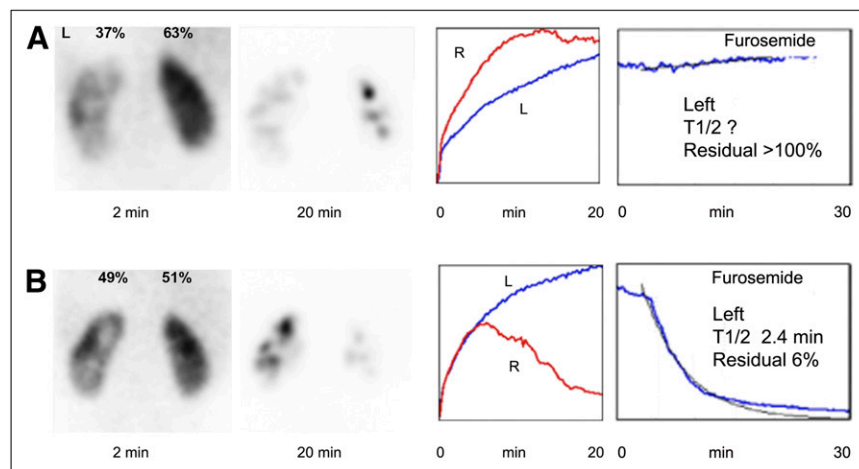 A
L 37% 63%
2 min
20 min
R
L
0 min 20
Furosemide
Left
T1/2 ?
Residual >100%
0 min 30
B
49% 51%
2 min
20 min
L
R
0 min 20
Furosemide
Left
T1/2 2.4 min
Residual 6%
0 min 30